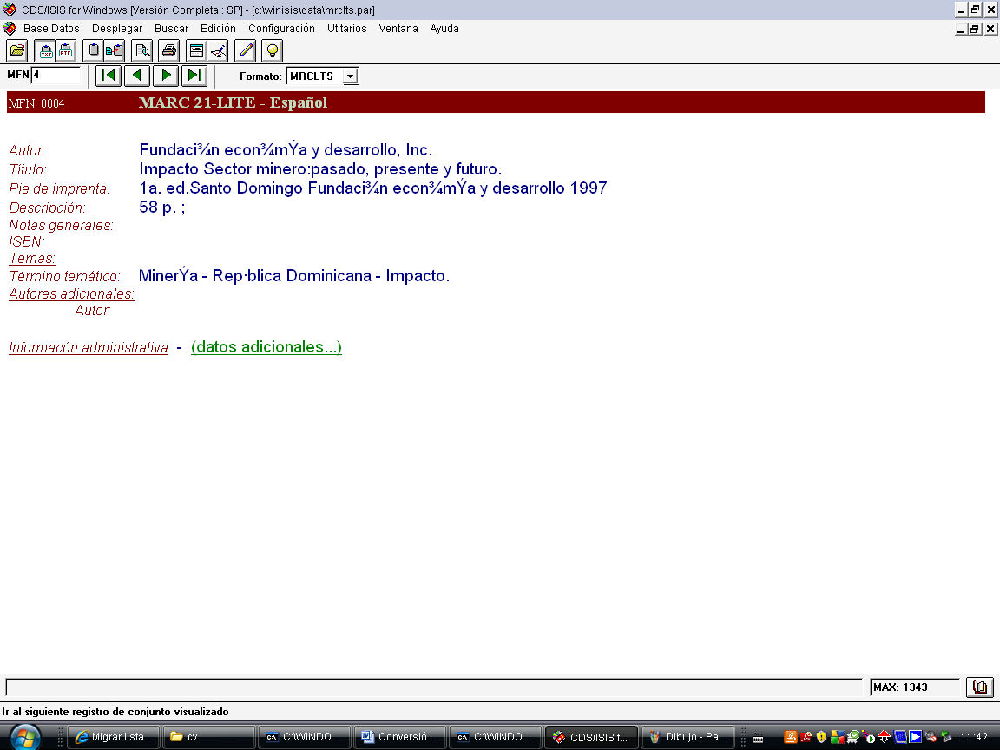 CDS/ISIS for Windows [Versión Completa : SP] - [c:\winisis\data\mrclts.par]
Base Datos Desplegar Buscar Edición Configuración Utitarios Ventana Ayuda
MFN 4 Formato: MRCLTS
MFN: 0004 MARC 21-LITE - Español
Autor: Fundaci¾n econ¾mÝa y desarrollo, Inc.
Título: Impacto Sector minero:pasado, presente y futuro.
Pie de imprenta: 1a. ed.Santo Domingo Fundaci¾n econ¾mÝa y desarrollo 1997
Descripción: 58 p. ;
Notas generales:
ISBN:
Temas:
Término temático: MinerÝa - Rep·blica Dominicana - Impacto.
Autores adicionales:
Autor:
Informacón administrativa - (datos adicionales...)
MAX: 1343
Ir al siguiente registro de conjunto visualizado
Migrar lista... cv C:\WINDO... Conversió... C:\WINDO... CDS/ISIS f... Dibujo - Pa... 11:42